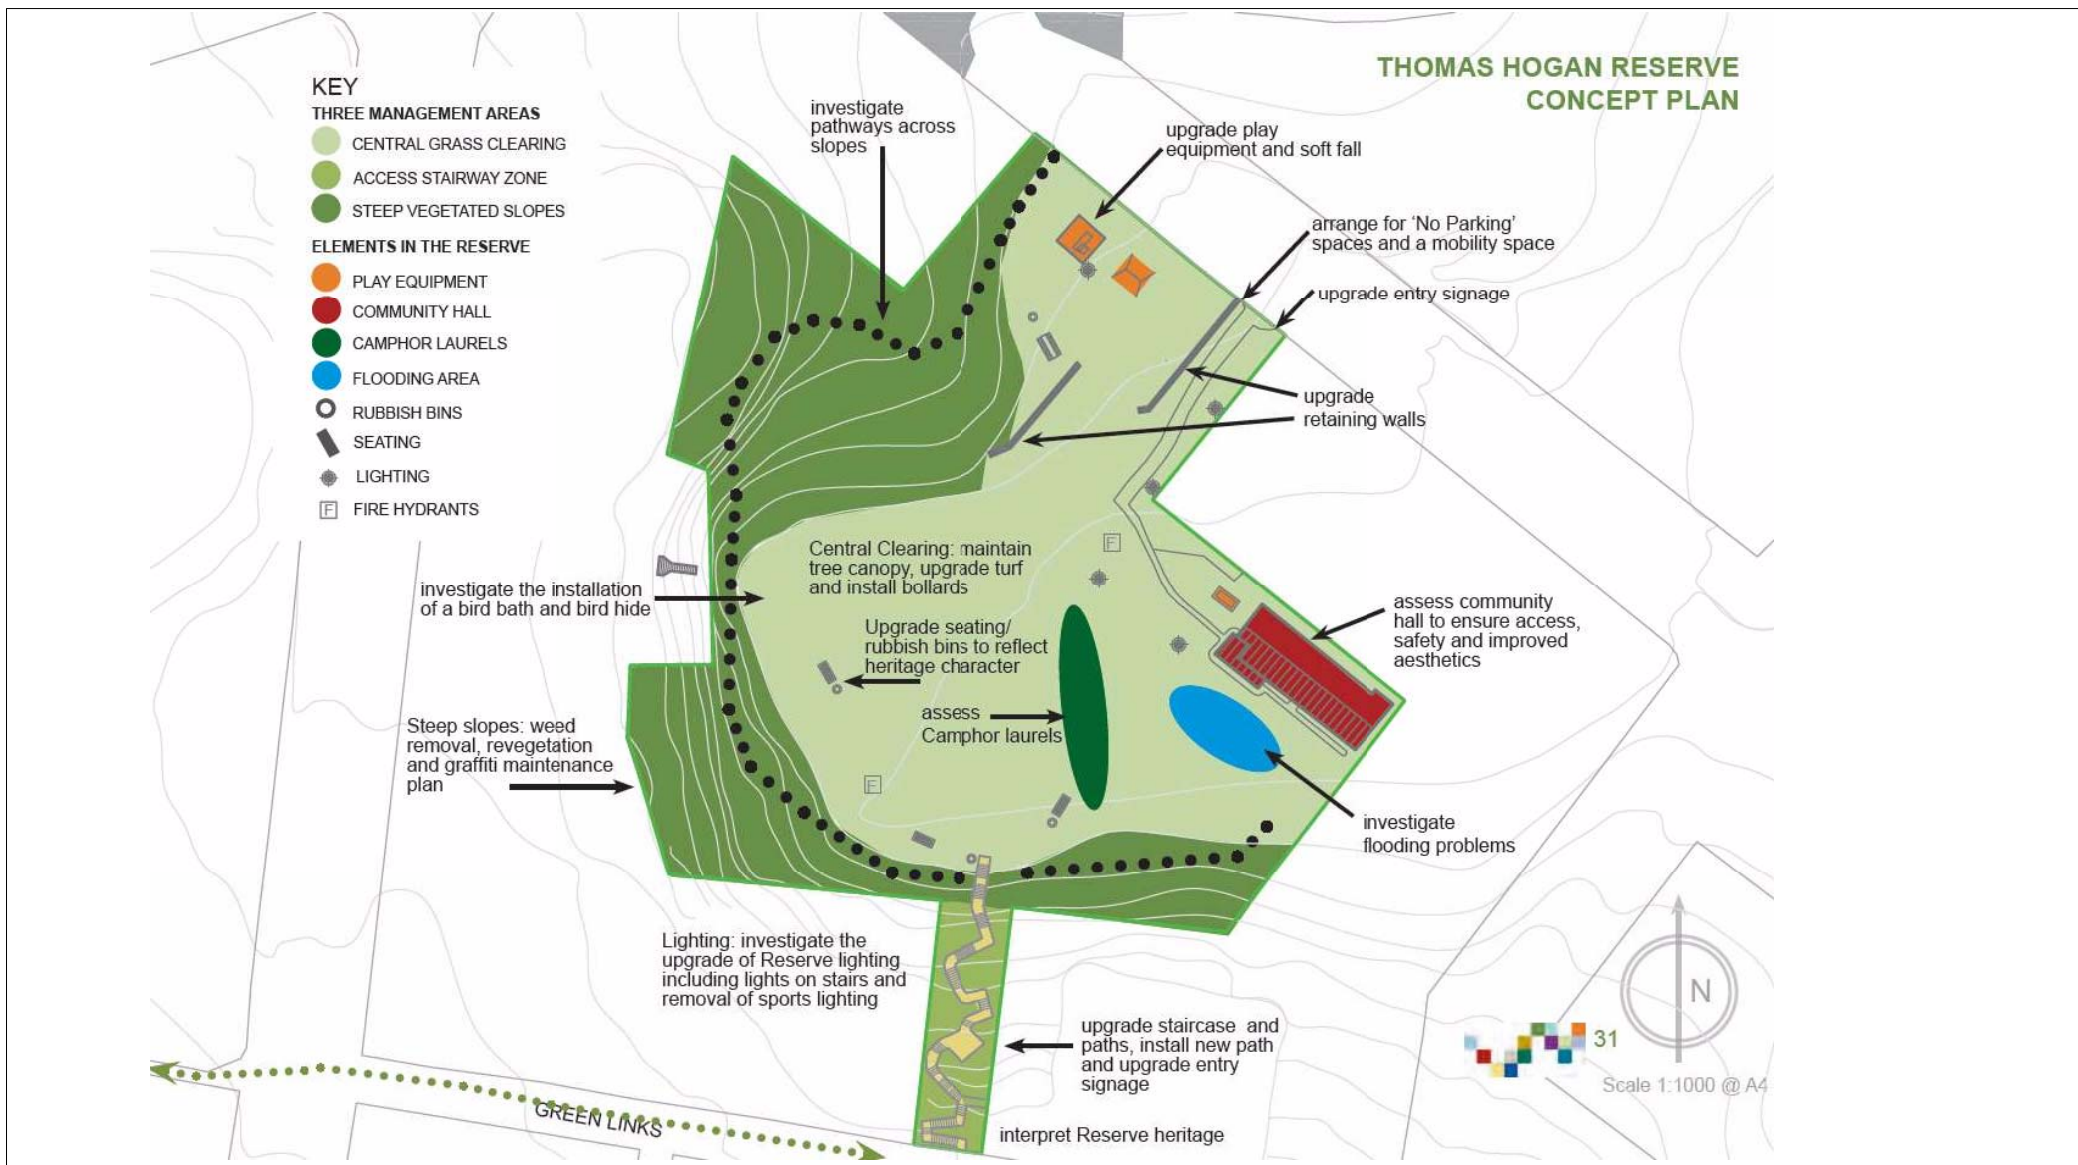 THOMAS HOGAN RESERVE
CONCEPT PLAN
KEY
THREE MANAGEMENT AREAS
CENTRAL GRASS CLEARING
ACCESS STAIRWAY ZONE
STEEP VEGETATED SLOPES
ELEMENTS IN THE RESERVE
PLAY EQUIPMENT
COMMUNITY HALL
CAMPHOR LAURELS
FLOODING AREA
RUBBISH BINS
SEATING
LIGHTING
F
FIRE HYDRANTS
investigate
pathways across
slopes
upgrade play
equipment and soft fall
arrange for ‘No Parking’
spaces and a mobility space
upgrade entry signage
upgrade
retaining walls
Central Clearing: maintain
tree canopy, upgrade turf
and install bollards
F
investigate the installation
of a bird bath and bird hide
Upgrade seating/
rubbish bins to reflect
heritage character
assess community
hall to ensure access,
safety and improved
aesthetics
assess
Camphor laurels
Steep slopes: weed
removal, revegetation
and graffiti maintenance
plan
F
investigate
flooding problems
Lighting: investigate the
upgrade of Reserve lighting
including lights on stairs and
removal of sports lighting
upgrade staircase and
paths, install new path
and upgrade entry
signage
interpret Reserve heritage
GREEN LINKS
N
31
Scale 1:1000 @ A4